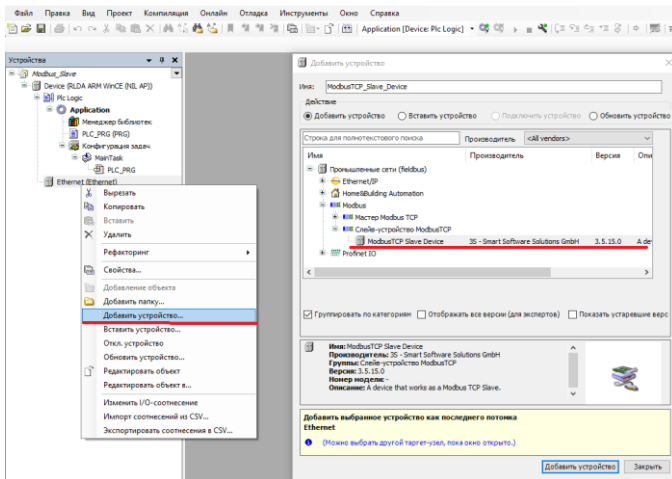 Файл Правка Вид Проект Компиляция Онлайн Отладка Инструменты Окно Справка
Application [Device: Plc Logic]
Устройства
Modbus_Slave
Device (RLDA ARM WinCE (NIL AP))
Plc Logic
Application
Менеджер библиотек
PLC_PRG (PRG)
Конфигурация задач
MainTask
PLC_PRG
Ethernet (Ethernet)
Вырезать
Копировать
Вставить
Удалить
Рефакторинг
Свойства...
Добавление объекта
Добавить папку...
Добавить устройство...
Вставить устройство...
Откл. устройство
Обновить устройство...
Редактировать объект
Редактировать объект в...
Изменить I/O-соотнесение
Импорт соотнесений из CSV...
Экспортировать соотнесения в CSV...
Добавить устройство
Имя: ModbusTCP_Slave_Device
Действие
Добавить устройство Вставить устройство Подключить устройство Обновить устройство
Строка для полнотекстового поиска Производитель <All vendors>
Имя Производитель Версия Опи
Промышленные сети (fieldbus)
Ethernet/IP
Home&Building Automation
Modbus
Мастер Modbus TCP
Слейв-устройство ModbusTCP
ModbusTCP Slave Device 3S - Smart Software Solutions GmbH 3.5.15.0 A de
Profinet IO
Группировать по категориям Отображать все версии (для экспертов) Показать устаревшие верс
Имя: ModbusTCP Slave Device
Производитель: 3S - Smart Software Solutions GmbH
Группы: Слейв-устройство ModbusTCP
Версия: 3.5.15.0
Номер модели: -
Описание: A device that works as a Modbus TCP Slave.
Добавить выбранное устройство как последнего потомка
Ethernet
(Можно выбрать другой таргет-узел, пока окно открыто.)
Добавить устройство Закрыть